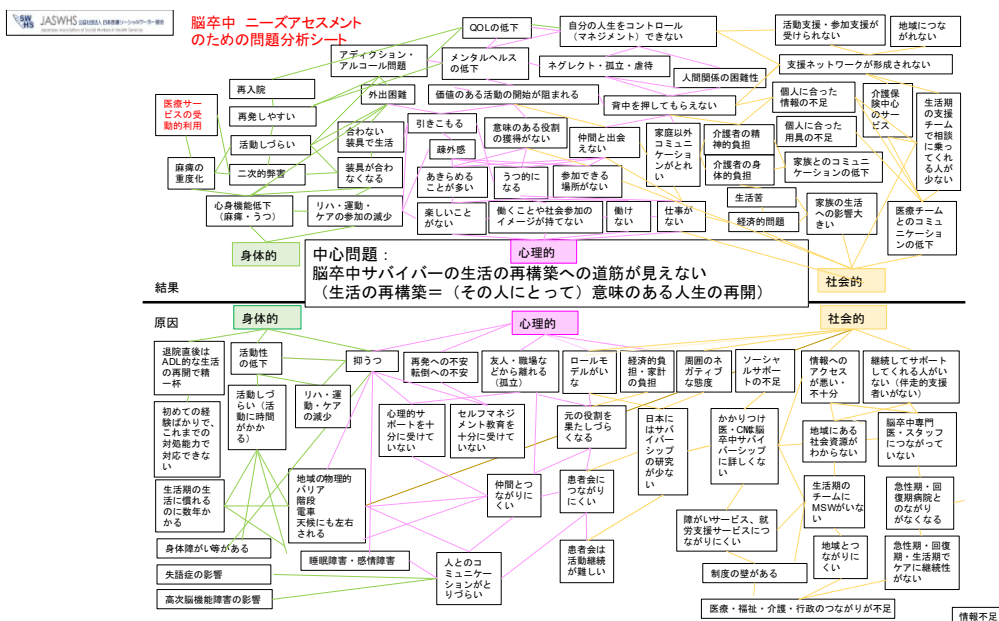 JASWHS 公益社団法人 日本医療ソーシャルワーカー協会
Japanese Association of Social Workers in Health Services
脳卒中 ニーズアセスメント
のための問題分析シート
QOLの低下
自分の人生をコントロール
（マネジメント）できない
活動支援・参加支援が
受けられない
地域につな
がれない
アディクション・
アルコール問題
メンタルヘルス
の低下
ネグレクト・孤立・虐待
支援ネットワークが形成されない
人間関係の困難性
再入院
外出困難
価値のある活動の開始が阻まれる
背中を押してもらえない
個人に合った
情報の不足
介護保
険中心
のサー
ビス
生活期
の支援
チーム
で相談
に乗っ
てくれ
る人が
少ない
医療サー
ビスの受
動的利用
再発しやすい
引きこもる
合わない
装具で生活
意味のある役割
の獲得がない
仲間と出会
えない
家庭以外
コミュニ
ケーショ
ンがとれ
ない
介護者の精
神的負担
個人に合った
用具の不足
活動しづらい
疎外感
麻痺の
重度化
二次的弊害
装具が合わ
なくなる
あきらめる
ことが多い
うつ的に
なる
参加できる
場所がない
介護者の身
体的負担
家族とのコミュニ
ケーションの低下
生活苦
心身機能低下
（麻痺・うつ）
リハ・運動・
ケアの参加の減少
楽しいこと
がない
働くことや社会参加の
イメージが持てない
働け
ない
仕事が
ない
経済的問題
家族の生活
への影響大
きい
医療チーム
とのコミュ
ニケーション
の低下
身体的
心理的
社会的
中心問題：
脳卒中サバイバーの生活の再構築への道筋が見えない
（生活の再構築＝（その人にとって）意味のある人生の再開）
結果
原因
身体的
心理的
社会的
退院直後は
ADL的な生活
の再開で精
一杯
活動性
の低下
抑うつ
再発への不安
転倒への不安
友人・職場な
どから離れる
（孤立）
ロールモ
デルがい
な
経済的負
担・家計
の負担
周囲のネ
ガティブ
な態度
ソーシャ
ルサポー
トの不足
情報への
アクセス
が悪い・不
十分
継続してサポート
してくれる人がい
ない（伴走的支援
者いがない）
初めての経
験ばかりで、
これまでの
対処能力で
対応できな
い
活動しづ
らい（活動
に時間が
かかる）
リハ・運
動・ケア
の減少
心理的サ
ポートを十
分に受けて
いない
セルフマネジ
メント教育を
十分に受けて
いない
元の役割を
果たしづら
くなる
日本に
はサバ
イバー
シップ
の研究
が少な
い
かかりつけ
医・CNは脳
卒中サバイ
バーシップ
に詳しくな
い
地域にある
社会資源が
わからない
脳卒中専門
医・スタッフ
につながって
いない
生活期の生
活に慣れる
のに数年か
かる
地域の物理的
バリア
階段
電車
天候にも左右
される
仲間とつ
ながりに
くい
患者会に
つながり
にくい
生活期の
チームに
MSWがい
ない
急性期・回
復期病院と
のながり
がなくなる
障がいサービス、就
労支援サービスにつ
ながりにくい
身体障がい等がある
睡眠障害・感情障害
人とのコ
ミュニケー
ションがと
りづらい
患者会は
活動継続
が難しい
地域とつ
ながりに
くい
急性期・回復
期・生活期で
ケアに継続性
がない
失語症の影響
制度の壁がある
高次脳機能障害の影響
医療・福祉・介護・行政のつながりが不足
情報不足